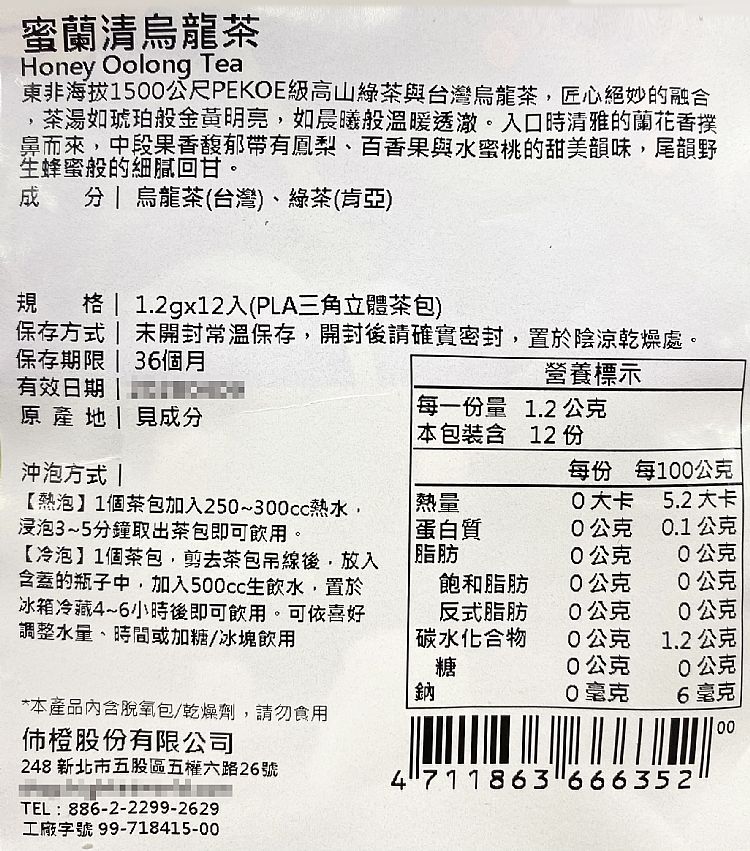 蜜蘭清烏龍茶
Honey Oolong Tea
東非海拔1500公尺PEKOE級高山綠茶與台灣烏龍茶，匠心絕妙的融合
，茶湯如琥珀般金黃明亮，如晨曦般溫暖透澈。入口時清雅的蘭花香撲
鼻而來，中段果香馥郁帶有鳳梨、百香果與水蜜桃的甜美韻味，尾韻野
生蜂蜜般的細膩回甘。
成 分| 烏龍茶(台灣)、綠茶(肯亞)
規 格| 1.2gx12入(PLA三角立體茶包)
保存方式| 未開封常溫保存，開封後請確實密封，置於陰涼乾燥處。
保存期限| 36個月
有效日期|
原產地| 見成分
營養標示
每一份量 1.2 公克
本包裝含 12 份
每份 每100公克
熱量 0 大卡 5.2 大卡
蛋白質 0 公克 0.1 公克
脂肪 0 公克 0 公克
飽和脂肪 0 公克 0 公克
反式脂肪 0 公克 0 公克
碳水化合物 0 公克 1.2 公克
糖 0 公克 0 公克
鈉 0 毫克 6 毫克
沖泡方式|
【熱泡】1個茶包加入250~300cc熱水，
浸泡3~5分鐘取出茶包即可飲用。
【冷泡】1個茶包，剪去茶包吊線後，放入
含蓋的瓶子中，加入500cc生飲水，置於
冰箱冷藏4~6小時後即可飲用。可依喜好
調整水量、時間或加糖/冰塊飲用
*本產品內含脫氧包/乾燥劑，請勿食用
伂橙股份有限公司
248 新北市五股區五權六路26號
TEL：886-2-2299-2629
工廠字號 99-718415-00
00
4 711863 666352